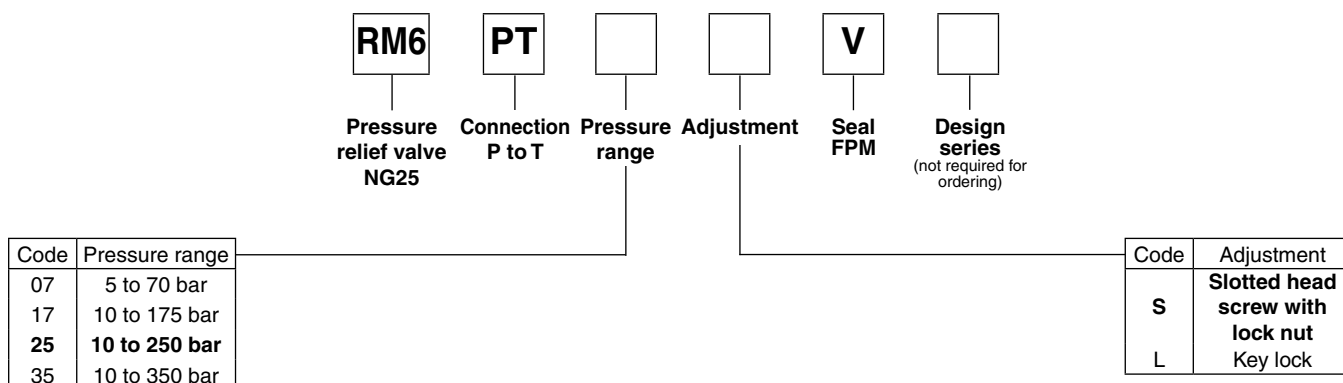 RM6 PT V
Pressure relief valve NG25
Connection P to T
Pressure range
Adjustment
Seal FPM
Design series
(not required for ordering)
Code Pressure range
07 5 to 70 bar
17 10 to 175 bar
25 10 to 250 bar
35 10 to 350 bar
Code Adjustment
S Slotted head screw with lock nut
L Key lock